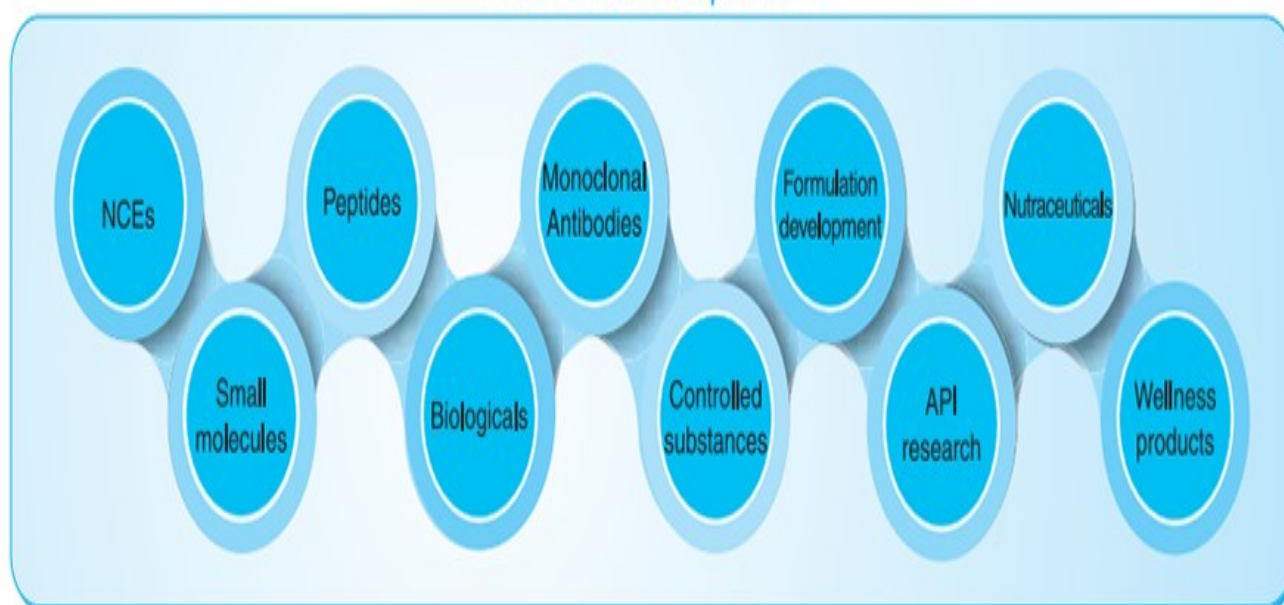 NCEs
Small
molecules
Peptides
Biologicals
Monoclonal
Antibodies
Controlled
substances
Formulation
development
API
research
Nutraceuticals
Wellness
products